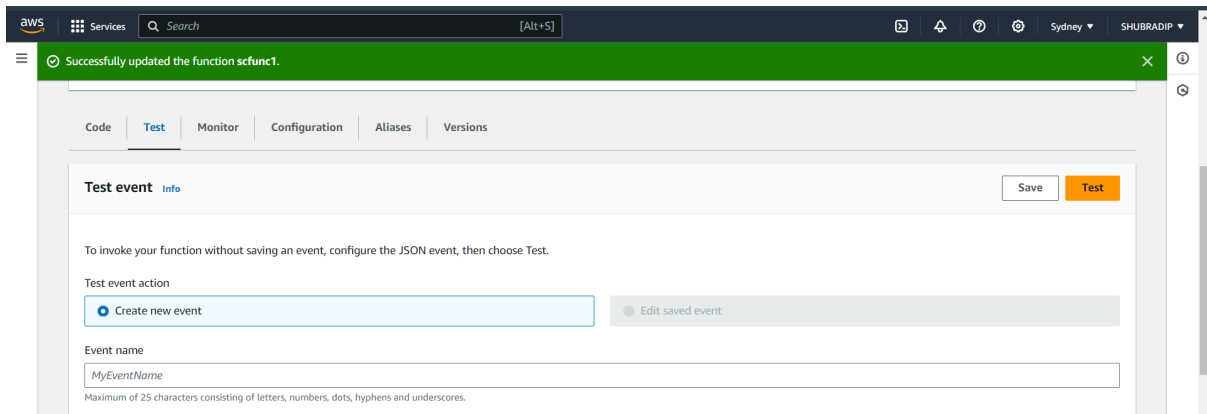 aws Services Search [Alt+S] Sydney ▼ SHUBRADIP ▼
Successfully updated the function scfunc1.
Code Test Monitor Configuration Aliases Versions
Test event Info Save Test
To invoke your function without saving an event, configure the JSON event, then choose Test.
Test event action
Create new event Edit saved event
Event name
MyEventName
Maximum of 25 characters consisting of letters, numbers, dots, hyphens and underscores.